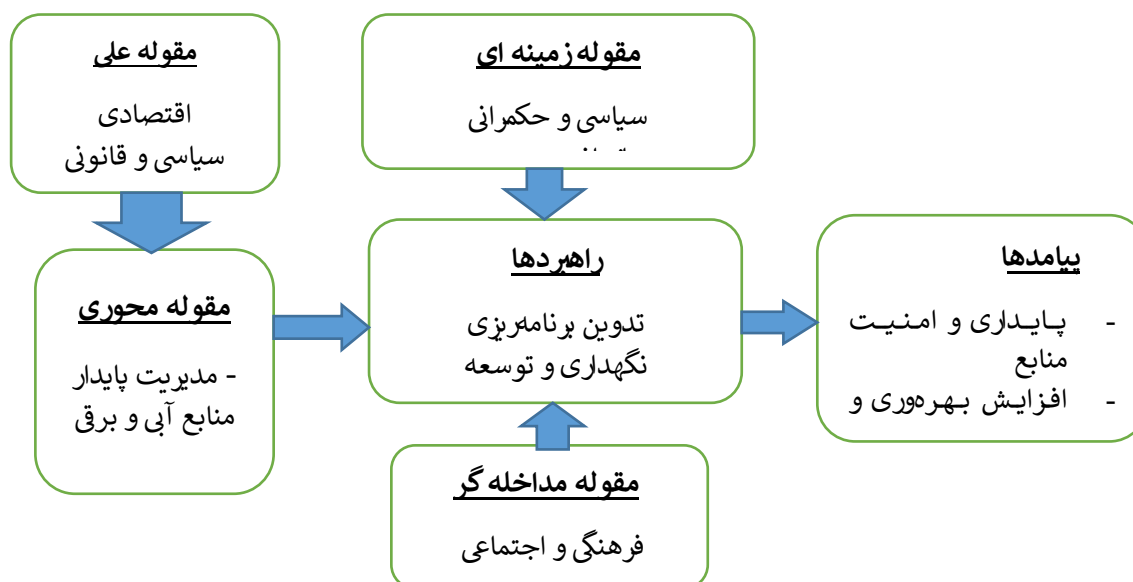 مقوله علی
اقتصادی
سیاسی و قانونی
مقوله زمینه ای
سیاسی و حکمرانی
مقوله محوری
- مدیریت پایدار
منابع آبی و برقی
راهبردها
تدوین برنامه‌ریزی
نگهداری و توسعه
پیامدها
- پایداری و امنیت
منابع
- افزایش بهره‌وری و
مقوله مداخله گر
فرهنگی و اجتماعی